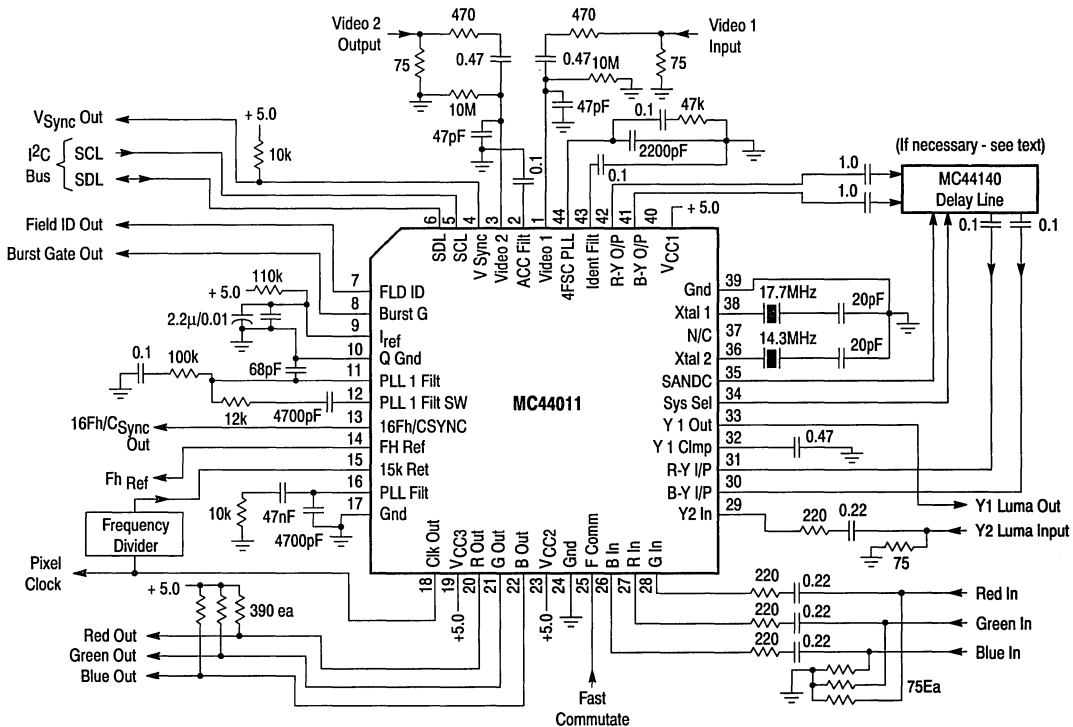 Video 2
Output
470
75
0.47
10M
47pF
0.1
470
Video 1
Input
0.47
10M
75
47pF
0.1
47k
2200pF
0.1
VSync Out
+ 5.0
10k
I2C
Bus
SCL
SDL
Field ID Out
Burst Gate Out
(If necessary - see text)
MC44140
Delay Line
1.0
1.0
0.1
0.1
+ 5.0
6
5
4
3
2
1
44
43
42
41
40
SDL
SCL
V Sync
Video 2
ACC Filt
Video 1
4FSC PLL
Ident Filt
R-Y O/P
B-Y O/P
VCC1
MC44011
7
FLD ID
8
Burst G
9
Iref
10
Q Gnd
11
PLL 1 Filt
12
PLL 1 Filt SW
13
16Fh/CSYNC
14
FH Ref
15
15k Ret
16
PLL Filt
17
Gnd
+ 5.0
110k
2.2µ/0.01
68pF
0.1
100k
12k
4700pF
16Fh/CSync
Out
Fh Ref
10k
47nF
4700pF
Frequency
Divider
Pixel
Clock
Gnd
39
Xtal 1
38
N/C
37
Xtal 2
36
SANDC
35
Sys Sel
34
Y 1 Out
33
Y 1 Clmp
32
R-Y I/P
31
B-Y I/P
30
Y2 In
29
17.7MHz
20pF
14.3MHz
20pF
0.47
Y1 Luma Out
220
0.22
Y2 Luma Input
75
Clk Out
VCC3
R Out
G Out
B Out
VCC2
Gnd
F Comm
B In
R In
G In
18
19
20
21
22
23
24
25
26
27
28
+5.0
+5.0
+ 5.0
390 ea
Red Out
Green Out
Blue Out
Fast
Commutate
220
0.22
Red In
220
0.22
Green In
220
0.22
Blue In
75Ea